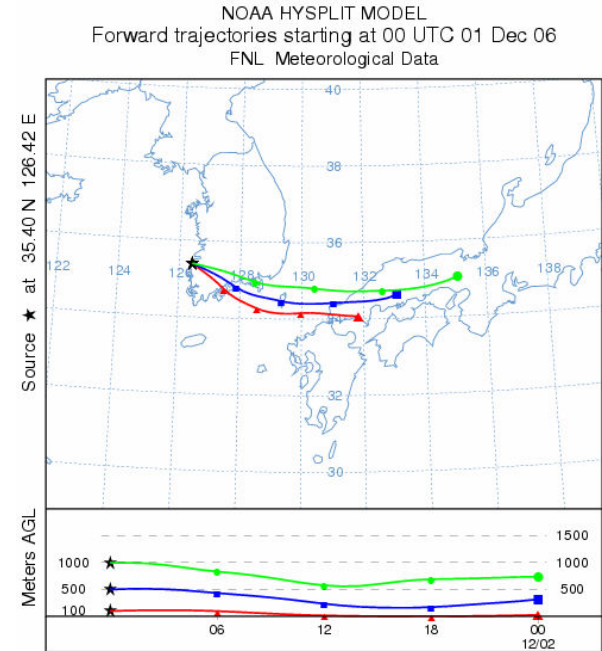 NOAA HYSPLIT MODEL
Forward trajectories starting at 00 UTC 01 Dec 06
FNL Meteorological Data
Source ★ at 35.40 N 126.42 E
40
38
36
122 124 126 128 130 132 134 136 138
34
32
30
Meters AGL
1500
1000 1000
500 500
100
06 12 18 00
12/02